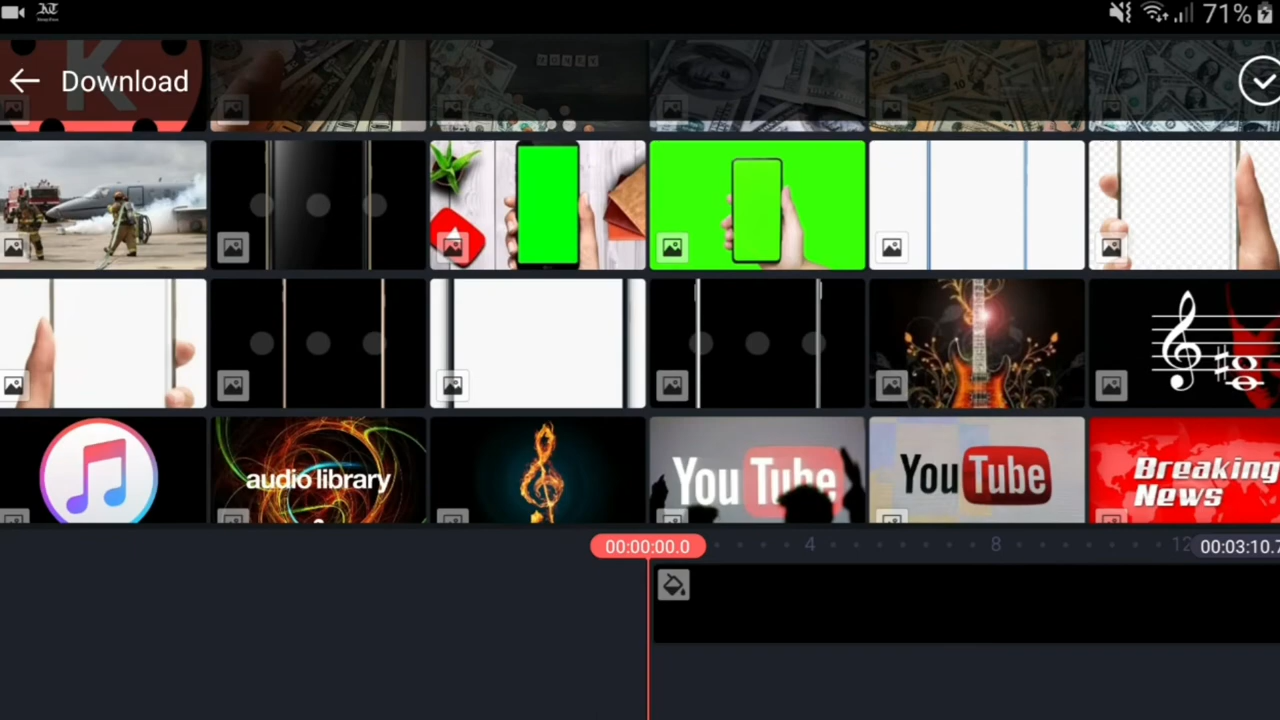 71%
Download
K
MONEY
audio library
You Tube
You Tube
Breaking
News
00:00:00.0
4
8
12
00:03:10.7